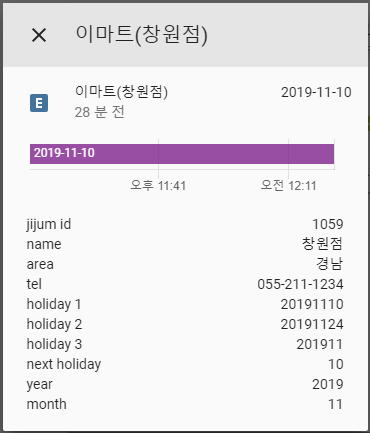 × 이마트(창원점)
E 이마트(창원점) 2019-11-10
28 분 전
2019-11-10
오후 11:41 오전 12:11
jijum id 1059
name 창원점
area 경남
tel 055-211-1234
holiday 1 20191110
holiday 2 20191124
holiday 3 201911
next holiday 10
year 2019
month 11